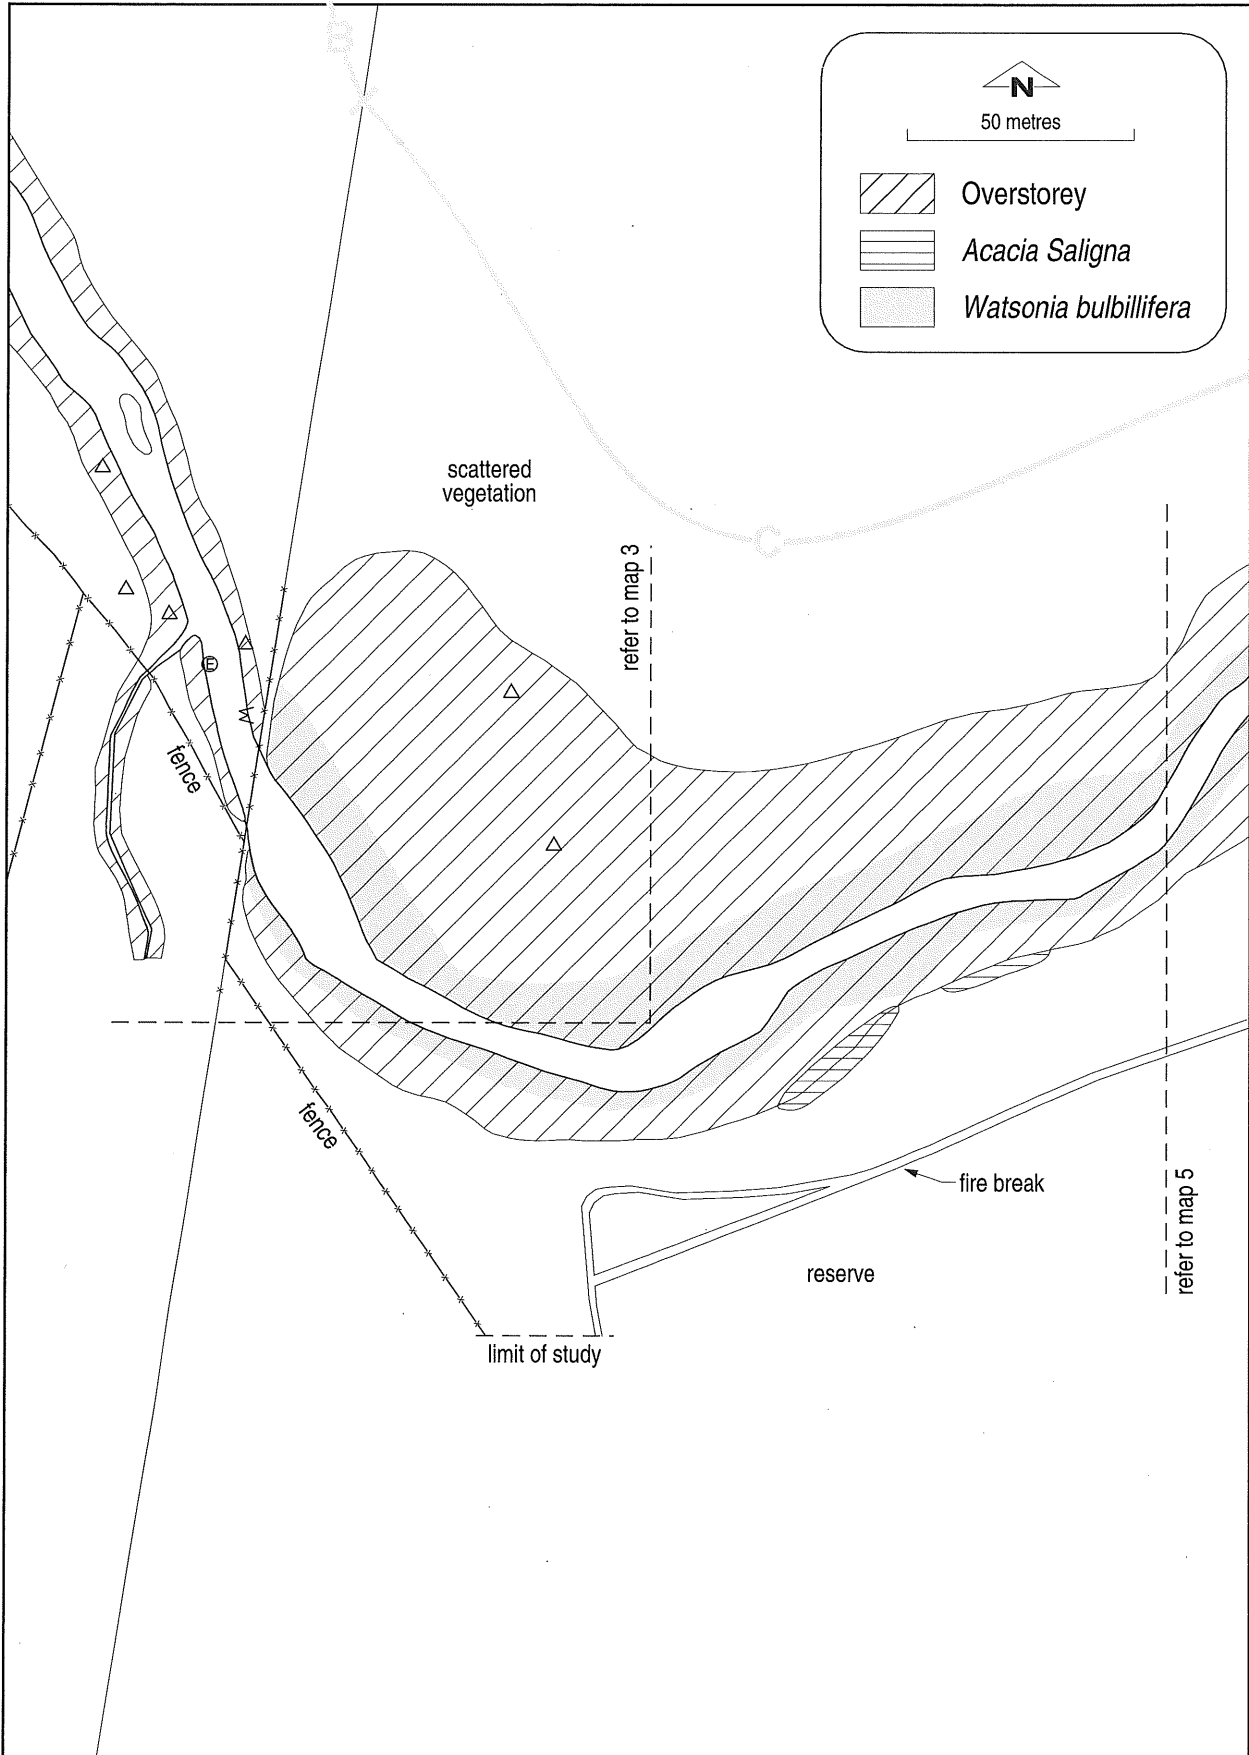 B
N
50 metres
Overstorey
Acacia Saligna
Watsonia bulbillifera
scattered
vegetation
C
refer to map 3
E
fence
fence
fire break
refer to map 5
reserve
limit of study